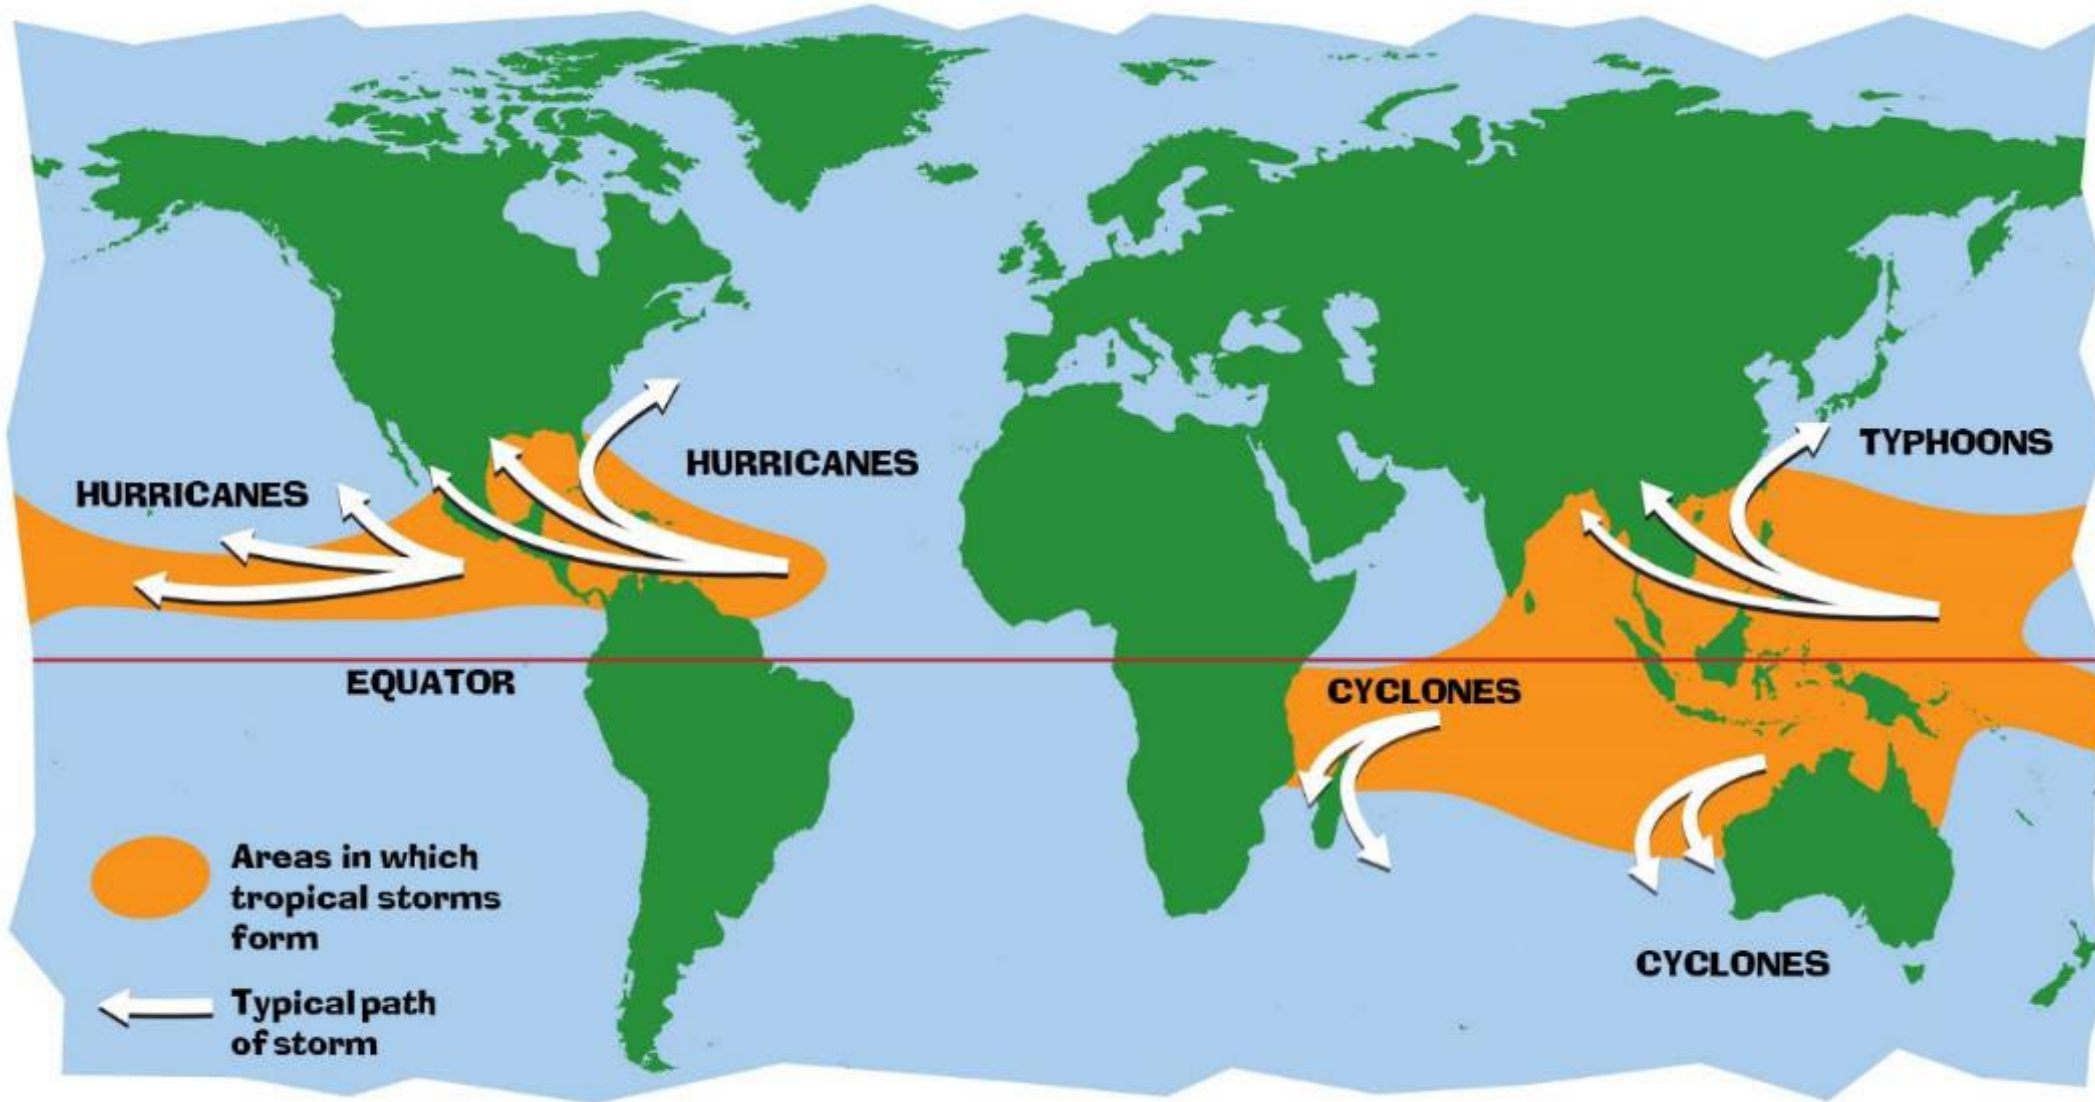 HURRICANES
TYPHOONS
HURRICANES
EQUATOR
CYCLONES
Areas in which
tropical storms
form
CYCLONES
Typical path
of storm